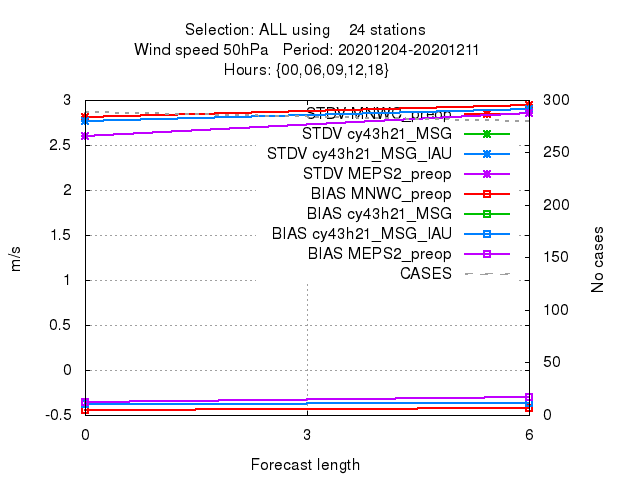 Selection: ALL using 24 stations
Wind speed 50hPa Period: 20201204-20201211
Hours: {00,06,09,12,18}
3
2.5
2
1.5
1
0.5
0
-0.5
m/s
STDV MNWC_preop
STDV cy43h21_MSG
STDV cy43h21_MSG_IAU
STDV MEPS2_preop
BIAS MNWC_preop
BIAS cy43h21_MSG
BIAS cy43h21_MSG_IAU
BIAS MEPS2_preop
CASES
300
250
200
150
100
50
0
No cases
0 3 6
Forecast length